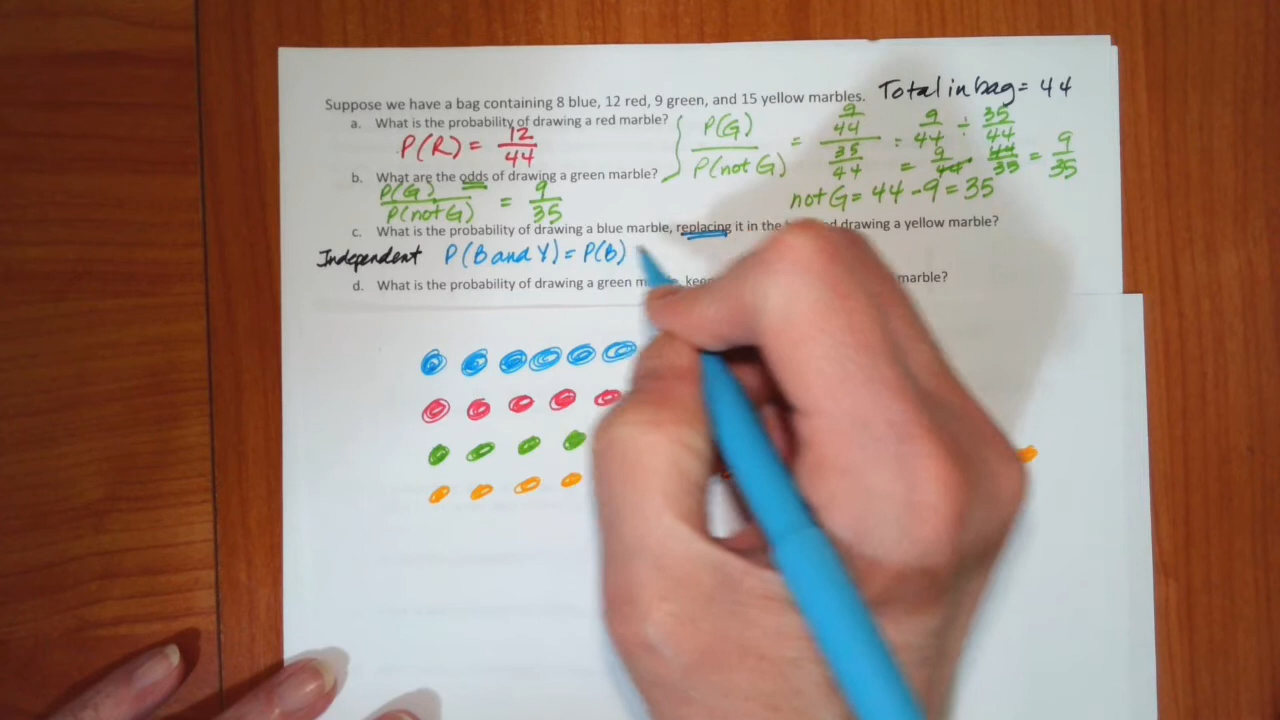 Suppose we have a bag containing 8 blue, 12 red, 9 green, and 15 yellow marbles. Total in bag = 44
a. What is the probability of drawing a red marble?
P(R) = 12/44
P(G)/P(not G) = 9/44 / 35/44 = 9/44 ÷ 35/44
= 9/44 44/35 = 9/35
b. What are the odds of drawing a green marble?
P(G)/P(not G) = 9/35
not G = 44 - 9 = 35
c. What is the probability of drawing a blue marble, replacing it in the drawing a yellow marble?
Independent P(B and Y) = P(B)
d. What is the probability of drawing a green marble?